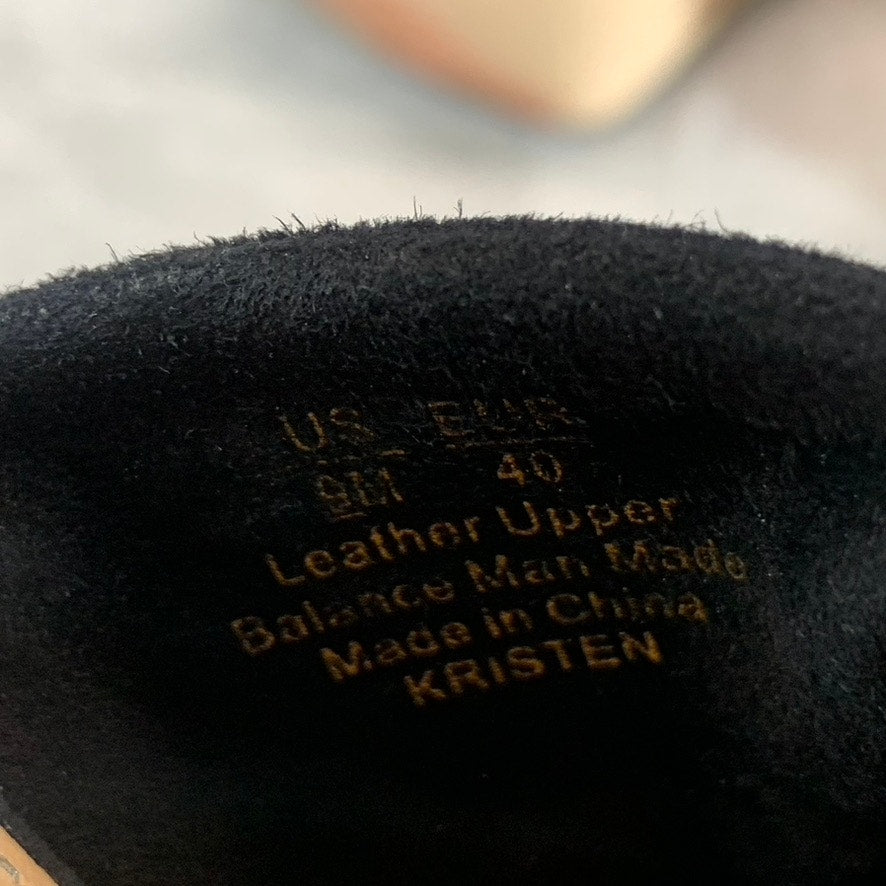 US EUR
9M 40
Leather Upper
Balance Man Made
Made in China
KRISTEN